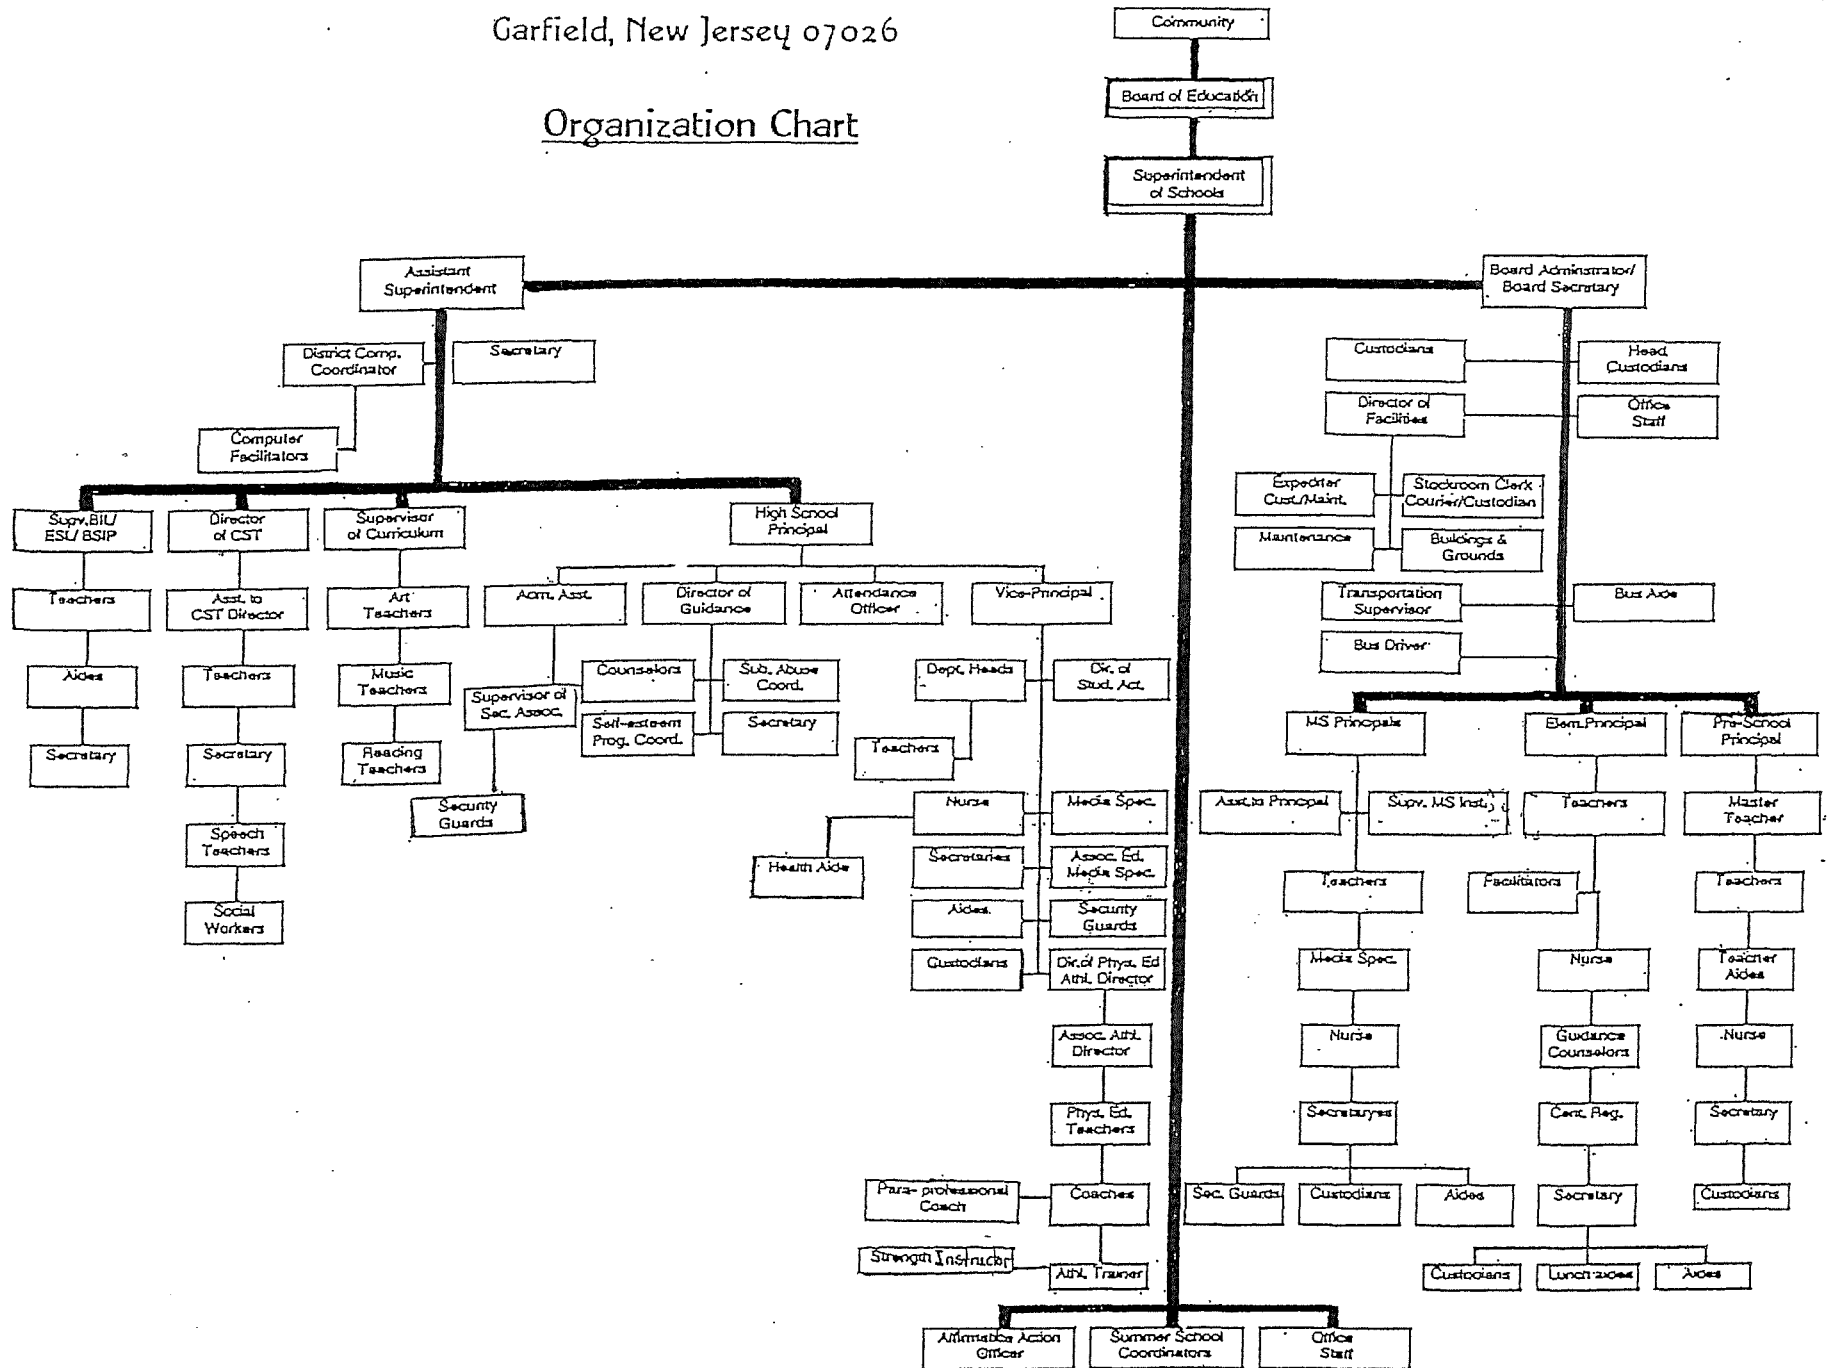 Garfield, New Jersey 07026
Organization Chart
Community
Board of Education
Superintendent
of Schools
Assistant
Superintendent
Board Adminstrator/
Board Secretary
District Comp.
Coordinator
Secretary
Computer
Facilitators
Custodians
Head
Custodians
Director of
Facilities
Office
Staff
Expediter
Cust./Maint.
Stockroom Clerk
Courier/Custodian
Maintenance
Buildings &
Grounds
Transportation
Supervisor
Bus Aide
Bus Driver
Supv.BIL/
ESL/ BSIP
Director
of CST
Supervisor
of Curriculum
High School
Principal
Teachers
Aides
Secretary
Asst. to
CST Director
Teachers
Secretary
Speech
Teachers
Social
Workers
Art
Teachers
Music
Teachers
Reading
Teachers
Adm. Asst.
Director of
Guidance
Attendance
Officer
Vice-Principal
Supervisor of
Sec. Assoc.
Security
Guards
Counselors
Sub. Abuse
Coord.
Self-esteem
Prog. Coord.
Secretary
Dept. Heads
Dir. of
Stud. Act.
Teachers
Nurse
Media Spec.
Health Aide
Secretaries
Assoc. Ed.
Media Spec.
Aides
Security
Guards
Custodians
Dir.of Phys. Ed
Athl. Director
Assoc. Athl.
Director
Phys. Ed.
Teachers
Para- professional
Coach
Coaches
Strength Instructor
Athl. Trainer
MS Principals
Elem.Principal
Pre-School
Principal
Asst.to Principal
Supv. MS Inst.
Teachers
Media Spec.
Nurse
Secretaryes
Sec. Guards
Custodians
Aides
Teachers
Facilitators
Nurse
Guidance
Counselors
Cent. Reg.
Secretary
Custodians
Lunch aides
Aides
Master
Teacher
Teachers
Teacher
Aides
Nurse
Secretary
Custodians
Affirmative Action
Officer
Summer School
Coordinators
Office
Staff